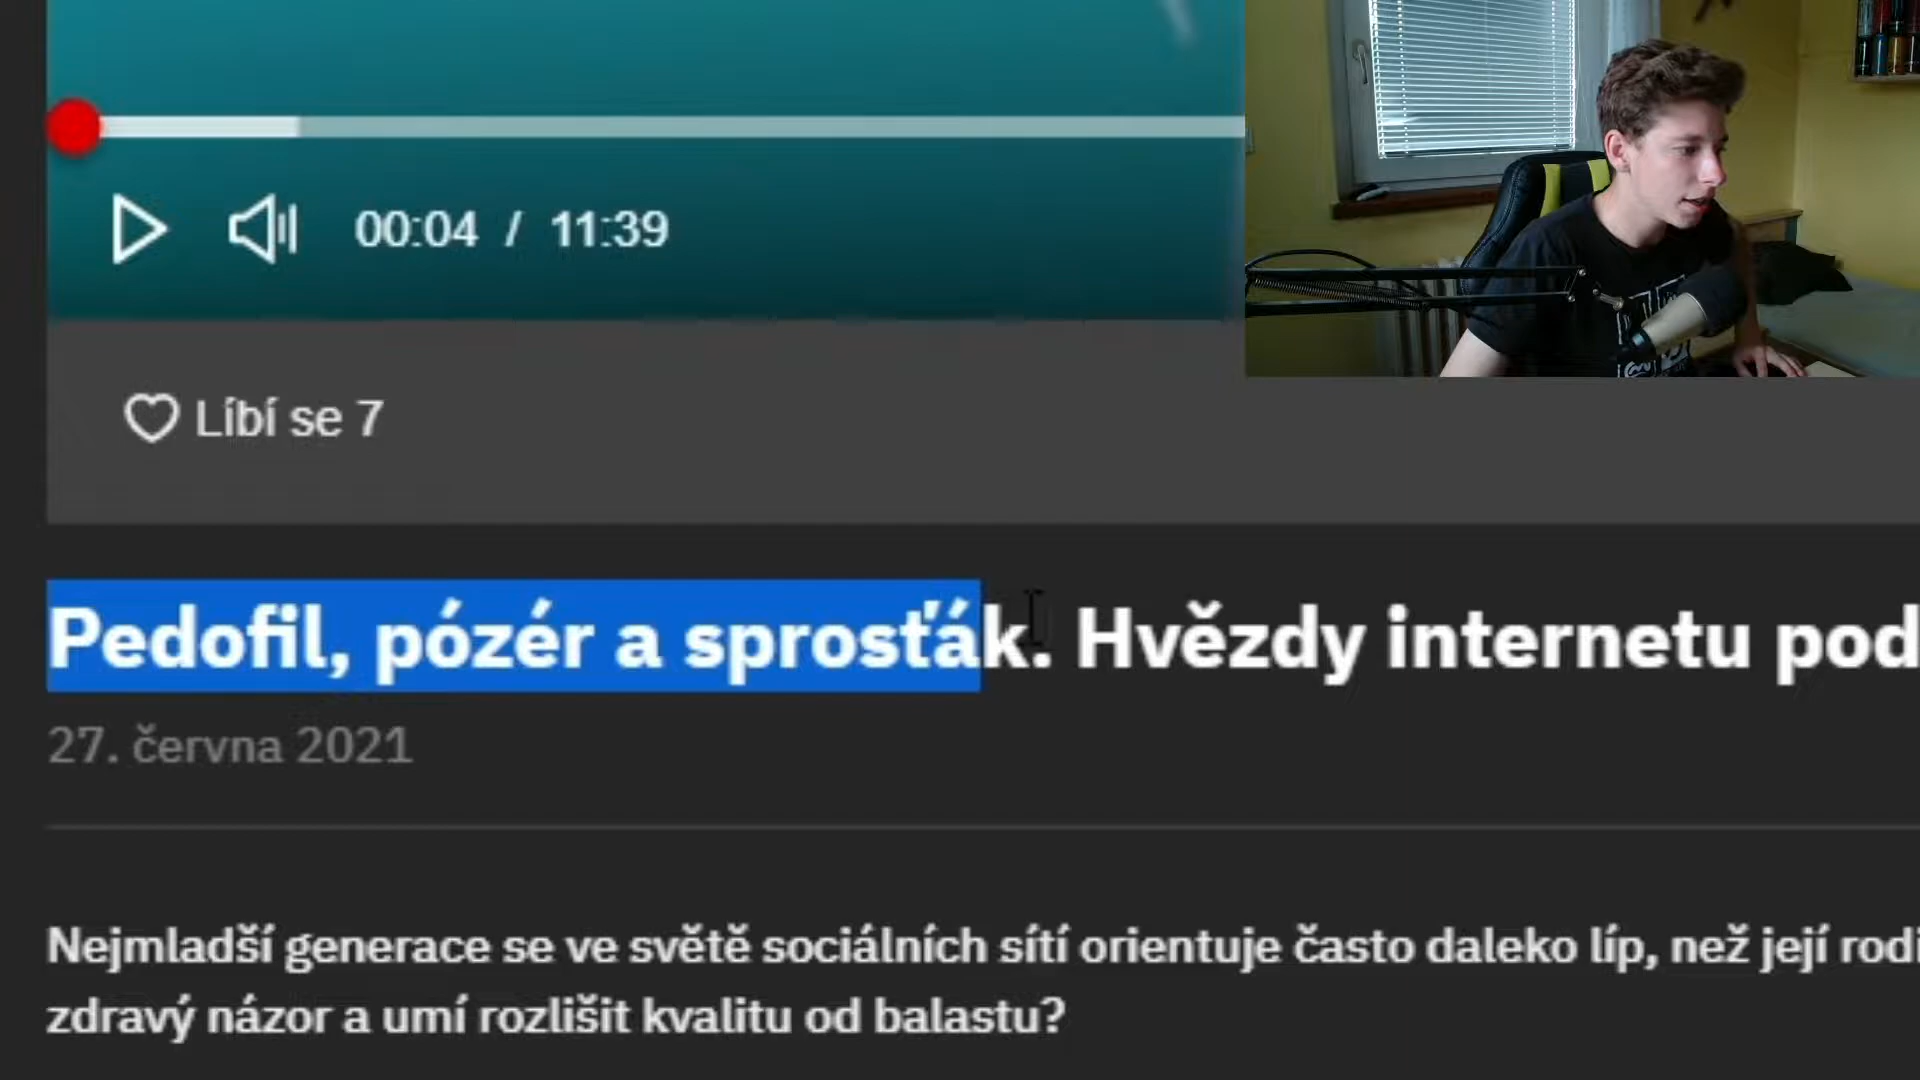 00:04 / 11:39
Líbí se 7
Pedofil, pózér a sprosťák. Hvězdy internetu pod
27. června 2021
Nejmladší generace se ve světě sociálních sítí orientuje často daleko líp, než její rodi
zdravý názor a umí rozlišit kvalitu od balastu?